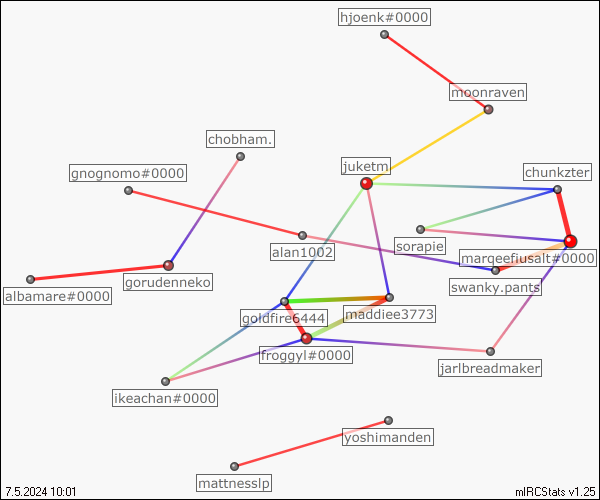 hjoenk#0000
moonraven
chobham.
juketm
gnognomo#0000
chunkzter
sorapie
alan1002
marqeefiusalt#0000
gorudenneko
swanky.pants
albamare#0000
goldfire6444
maddiee3773
froggyl#0000
jarlbreadmaker
ikeachan#0000
yoshimanden
mattnesslp
7.5.2024 10:01
mIRCStats v1.25